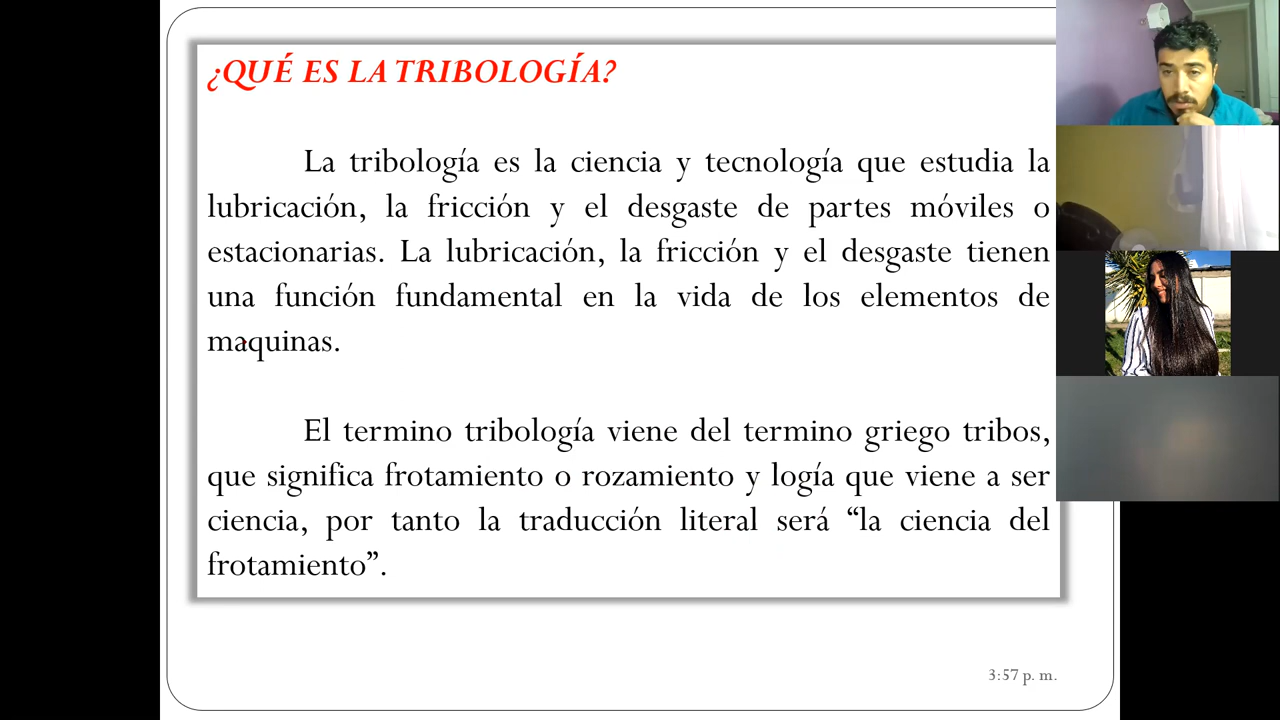 ¿QUÉ ES LA TRIBOLOGÍA?
La tribología es la ciencia y tecnología que estudia la
lubricación, la fricción y el desgaste de partes móviles o
estacionarias. La lubricación, la fricción y el desgaste tienen
una función fundamental en la vida de los elementos de
maquinas.
El termino tribología viene del termino griego tribos,
que significa frotamiento o rozamiento y logía que viene a ser
ciencia, por tanto la traducción literal será “la ciencia del
frotamiento”.
3:57 p. m.